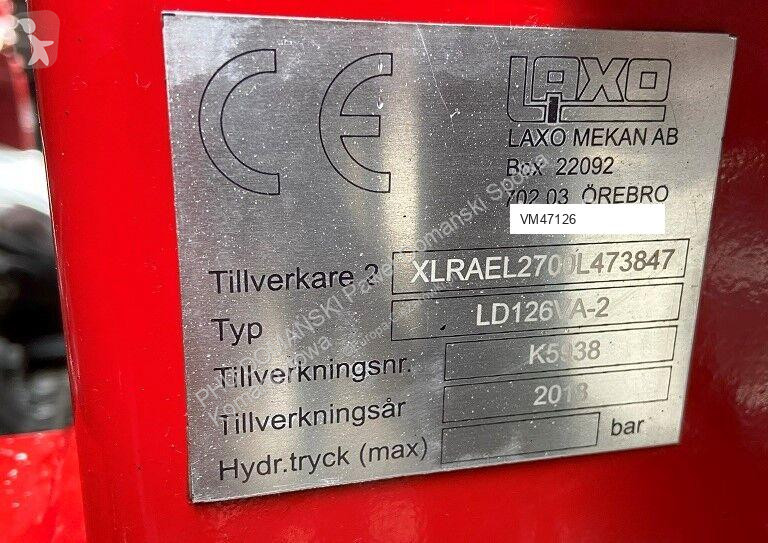 CE
LAXO
LAXO MEKAN AB
Box 22092
702 03 ÖREBRO
VM47126
Tillverkare 2 XLRAEL2700L473847
Typ LD126VA-2
Tillverkningsnr. K5938
Tillverkningsår 2013
Hydr.tryck (max) bar